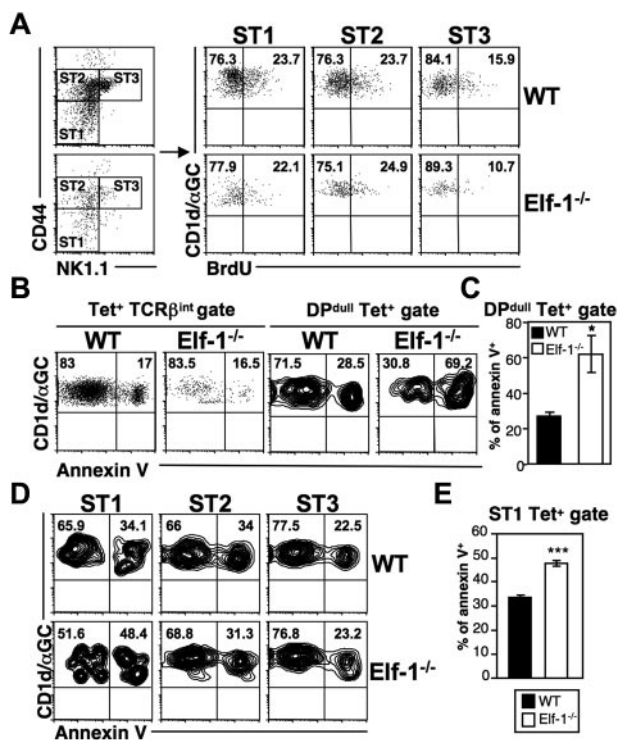 A
ST1 ST2 ST3
ST2 ST3
ST1
76.3 23.7 76.3 23.7 84.1 15.9
WT
ST2 ST3
ST1
77.9 22.1 75.1 24.9 89.3 10.7
Elf-1-/-
CD44
NK1.1
CD1d/αGC
BrdU
B
Tet+ TCRβint gate DPdull Tet+ gate
WT Elf-1-/- WT Elf-1-/-
83 17 83.5 16.5 71.5 28.5 30.8 69.2
CD1d/αGC
Annexin V
C
DPdull Tet+ gate
80
60
40
20
0
% of annexin V+
WT
Elf-1-/-
*
D
ST1 ST2 ST3
65.9 34.1 66 34 77.5 22.5
WT
51.6 48.4 68.8 31.3 76.8 23.2
Elf-1-/-
CD1d/αGC
Annexin V
E
ST1 Tet+ gate
60
50
40
30
20
10
0
% of annexin V+
***
WT
Elf-1-/-